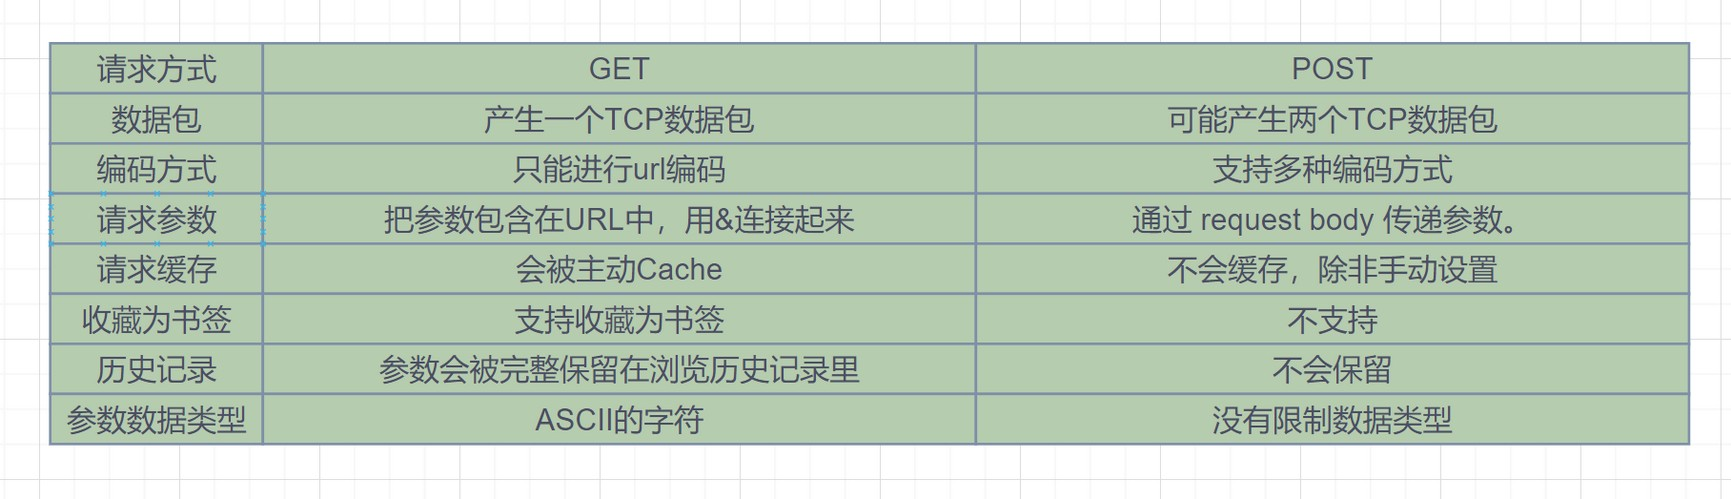 请求方式 GET POST
数据包 产生一个TCP数据包 可能产生两个TCP数据包
编码方式 只能进行url编码 支持多种编码方式
请求参数 把参数包含在URL中，用&连接起来 通过 request body 传递参数。
请求缓存 会被主动Cache 不会缓存，除非手动设置
收藏为书签 支持收藏为书签 不支持
历史记录 参数会被完整保留在浏览历史记录里 不会保留
参数数据类型 ASCII的字符 没有限制数据类型